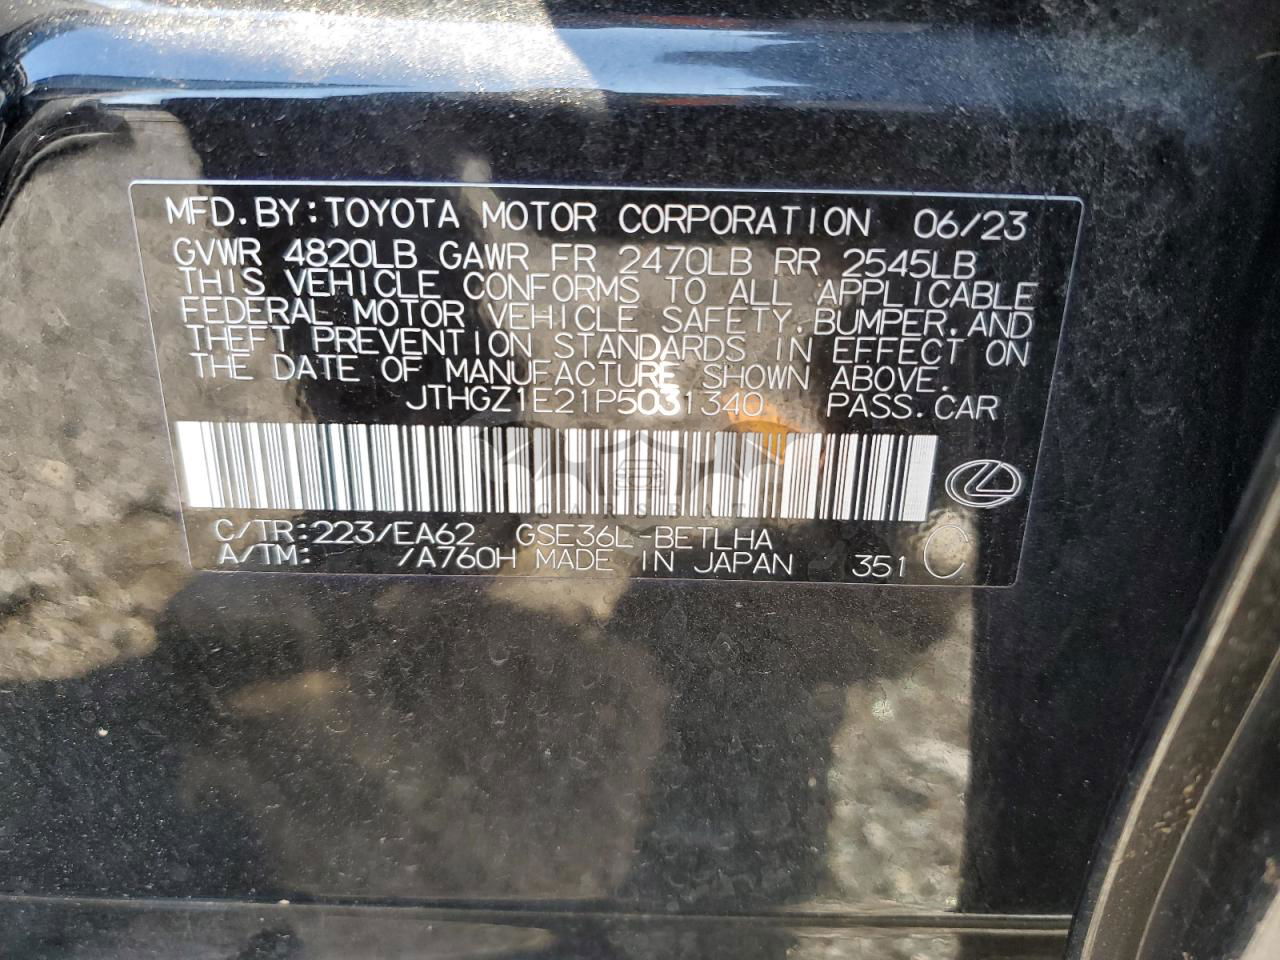 MFD.BY:TOYOTA MOTOR CORPORATION 06/23
GVWR 4820LB GAWR FR 2470LB RR 2545LB
THIS VEHICLE CONFORMS TO ALL APPLICABLE
FEDERAL MOTOR VEHICLE SAFETY,BUMPER,AND
THEFT PREVENTION STANDARDS IN EFFECT ON
THE DATE OF MANUFACTURE SHOWN ABOVE.
JTHGZ1E21P5031340 PASS.CAR
CARSBNC
C/TR:223/EA62 GSE36L-BETLHA
A/TM: /A760H MADE IN JAPAN 351 C